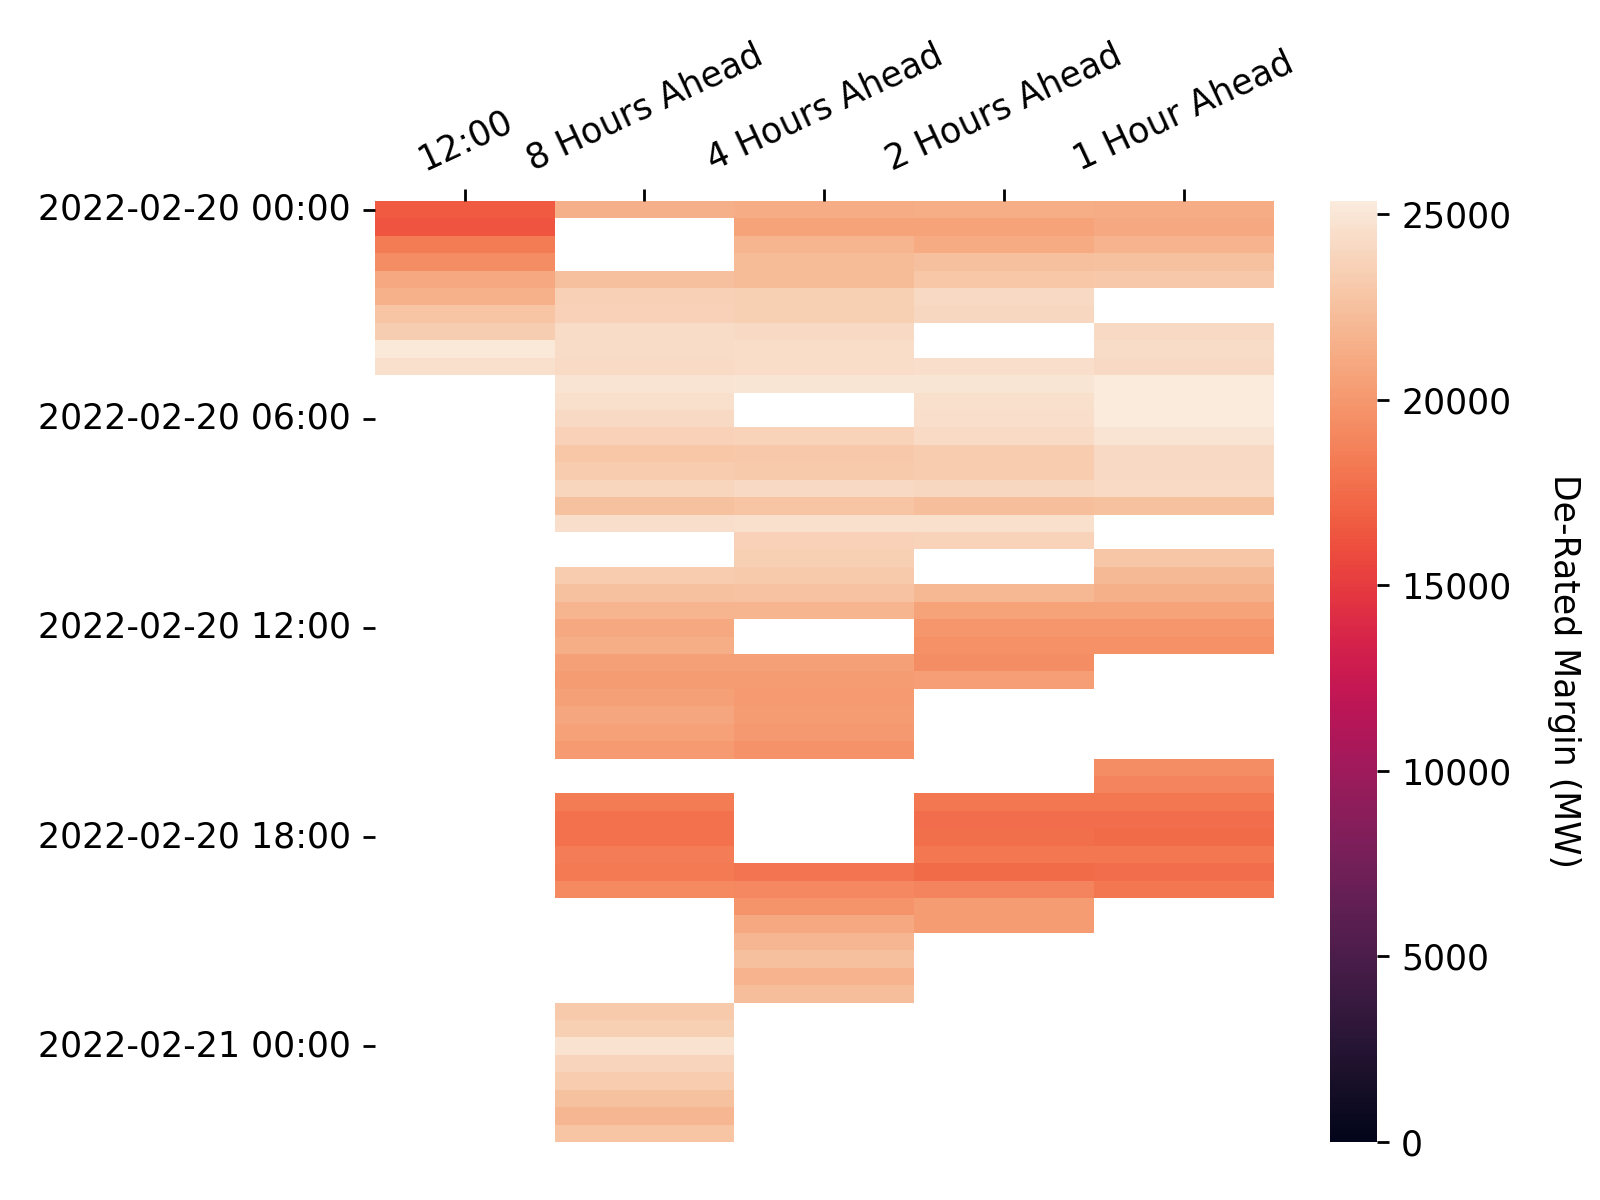 12:00
8 Hours Ahead
4 Hours Ahead
2 Hours Ahead
1 Hour Ahead
2022-02-20 00:00
2022-02-20 06:00
2022-02-20 12:00
2022-02-20 18:00
2022-02-21 00:00
25000
20000
15000
10000
5000
0
De-Rated Margin (MW)